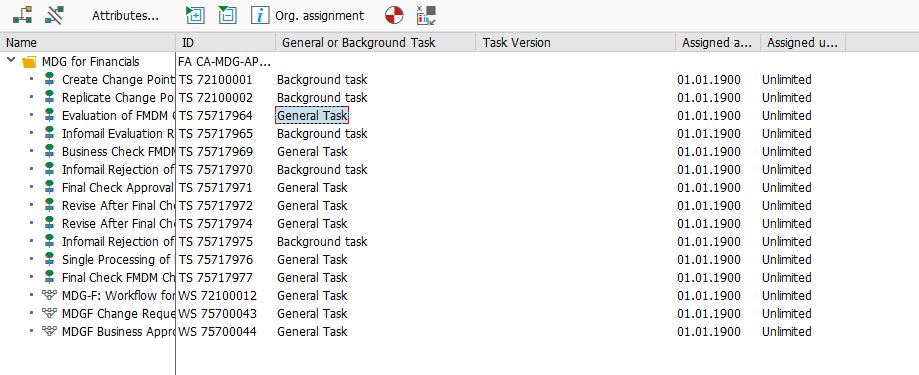 Attributes... Org. assignment
Name ID General or Background Task Task Version Assigned a... Assigned u...
MDG for Financials FA CA-MDG-AP...
Create Change Point TS 72100001 Background task 01.01.1900 Unlimited
Replicate Change Po TS 72100002 Background task 01.01.1900 Unlimited
Evaluation of FMDM C TS 75717964 General Task 01.01.1900 Unlimited
Infomail Evaluation R TS 75717965 Background task 01.01.1900 Unlimited
Business Check FMDM TS 75717969 General Task 01.01.1900 Unlimited
Infomail Rejection of TS 75717970 Background task 01.01.1900 Unlimited
Final Check Approval TS 75717971 General Task 01.01.1900 Unlimited
Revise After Final Che TS 75717972 General Task 01.01.1900 Unlimited
Revise After Final Che TS 75717974 General Task 01.01.1900 Unlimited
Infomail Rejection of TS 75717975 Background task 01.01.1900 Unlimited
Single Processing of TS 75717976 General Task 01.01.1900 Unlimited
Final Check FMDM Ch TS 75717977 General Task 01.01.1900 Unlimited
MDG-F: Workflow for WS 72100012 General Task 01.01.1900 Unlimited
MDGF Change Reque WS 75700043 General Task 01.01.1900 Unlimited
MDGF Business Appro WS 75700044 General Task 01.01.1900 Unlimited